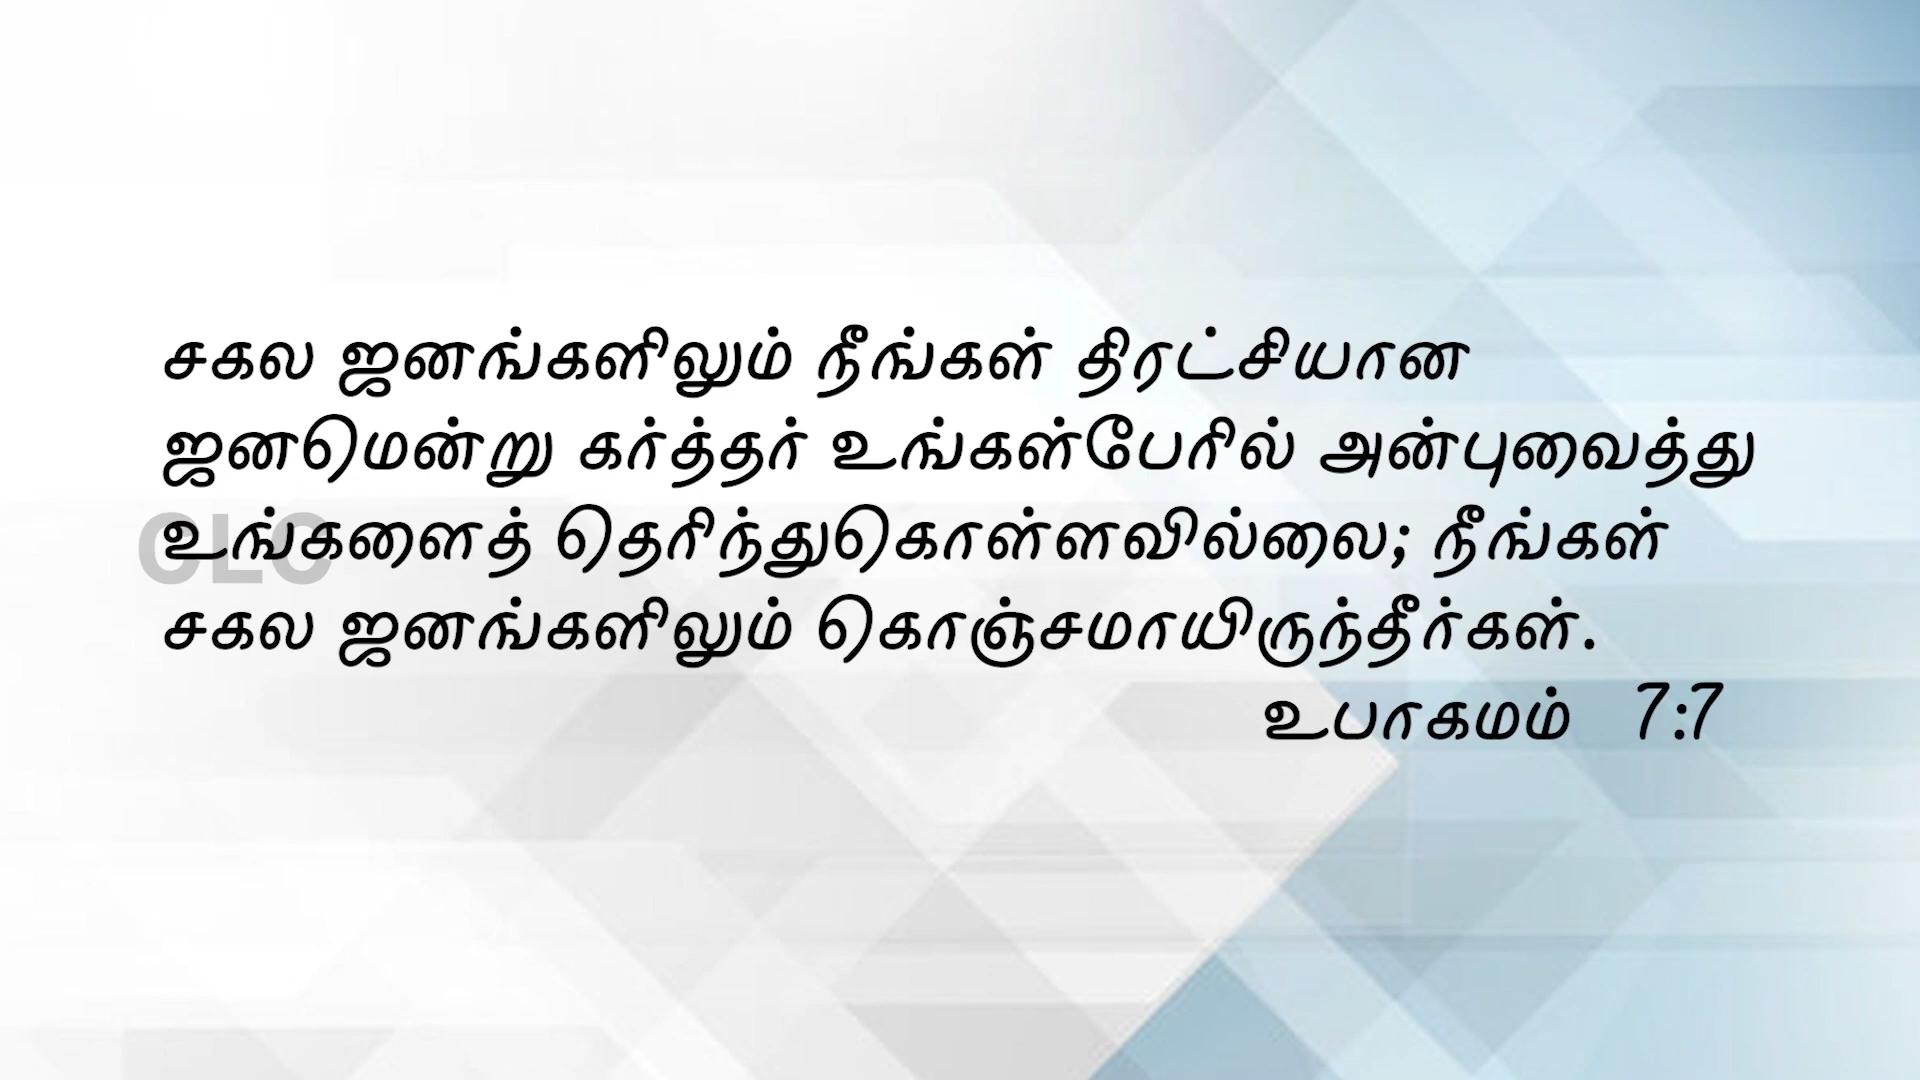 சகல ஜனங்களிலும் நீங்கள் திரட்சியான
ஜனமென்று கர்த்தர் உங்கள்பேரில் அன்புவைத்து
உங்களைத் தெரிந்துகொள்ளவில்லை; நீங்கள்
சகல ஜனங்களிலும் கொஞ்சமாயிருந்தீர்கள்.
உபாகமம் 7:7
CLC